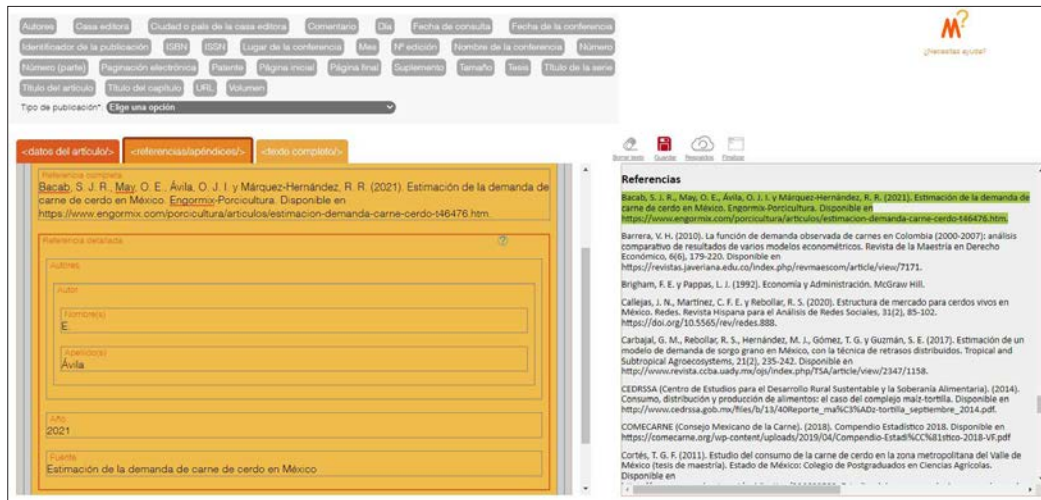 Autores Casa editora Ciudad o país de la casa editora Comentario Día Fecha de consulta Fecha de la conferencia
Identificador de la publicación ISBN ISSN Lugar de la conferencia Mes Nº edición Nombre de la conferencia Número
Número (parte) Paginación electrónica Patente Página inicial Página final Suplemento Tamaño Tesis Título de la serie
Título del artículo Título del capítulo URL Volumen
Tipo de publicación*: Elige una opción
¿Necesitas ayuda?
<datos del artículo/> <referencias/apéndices/> <texto completo/>
Referencia completa
Bacab, S. J. R., May, O. E., Ávila, O. J. I. y Márquez-Hernández, R. R. (2021). Estimación de la demanda de
carne de cerdo en México. Engormix-Porcicultura. Disponible en
https://www.engormix.com/porcicultura/articulos/estimacion-demanda-carne-cerdo-t46476.htm.
Referencia detallada
Autores
Autor
Nombre(s)
E.
Apellido(s)
Ávila
Año
2021
Fuente
Estimación de la demanda de carne de cerdo en México
Borrar texto Guardar Respaldos Finalizar
Referencias
Bacab, S. J. R., May, O. E., Ávila, O. J. I. y Márquez-Hernández, R. R. (2021). Estimación de la demanda de
carne de cerdo en México. Engormix-Porcicultura. Disponible en
https://www.engormix.com/porcicultura/articulos/estimacion-demanda-carne-cerdo-t46476.htm.
Barrera, V. H. (2010). La función de demanda observada de carnes en Colombia (2000-2007): análisis
comparativo de resultados de varios modelos econométricos. Revista de la Maestría en Derecho
Económico, 6(6), 179-220. Disponible en
https://revistas.javeriana.edu.co/index.php/revmaescom/article/view/7171.
Brigham, F. E. y Pappas, L. J. (1992). Economía y Administración. McGraw Hill.
Callejas, J. N., Martínez, C. F. E. y Rebollar, R. S. (2020). Estructura de mercado para cerdos vivos en
México. Redes. Revista Hispana para el Análisis de Redes Sociales, 31(2), 85-102.
https://doi.org/10.5565/rev/redes.888.
Carbajal, G. M., Rebollar, R. S., Hernández, M. J., Gómez, T. G. y Guzmán, S. E. (2017). Estimación de un
modelo de demanda de sorgo grano en México, con la técnica de retrasos distribuidos. Tropical and
Subtropical Agroecosystems, 21(2), 235-242. Disponible en
http://www.revista.ccba.uady.mx/ojs/index.php/TSA/article/view/2347/1158.
CEDRSSA (Centro de Estudios para el Desarrollo Rural Sustentable y la Soberanía Alimentaria). (2014).
Consumo, distribución y producción de alimentos: el caso del complejo maíz-tortilla. Disponible en
http://www.cedrssa.gob.mx/files/b/13/40Reporte_ma%C3%ADz-tortilla_septiembre_2014.pdf.
COMECARNE (Consejo Mexicano de la Carne). (2018). Compendio Estadístico 2018. Disponible en
https://comecarne.org/wp-content/uploads/2019/04/Compendio-Estadi%CC%81stico-2018-VF.pdf
Cortés, T. G. F. (2011). Estudio del consumo de la carne de cerdo en la zona metropolitana del Valle de
México (tesis de maestría). Estado de México: Colegio de Postgraduados en Ciencias Agrícolas.
Disponible en